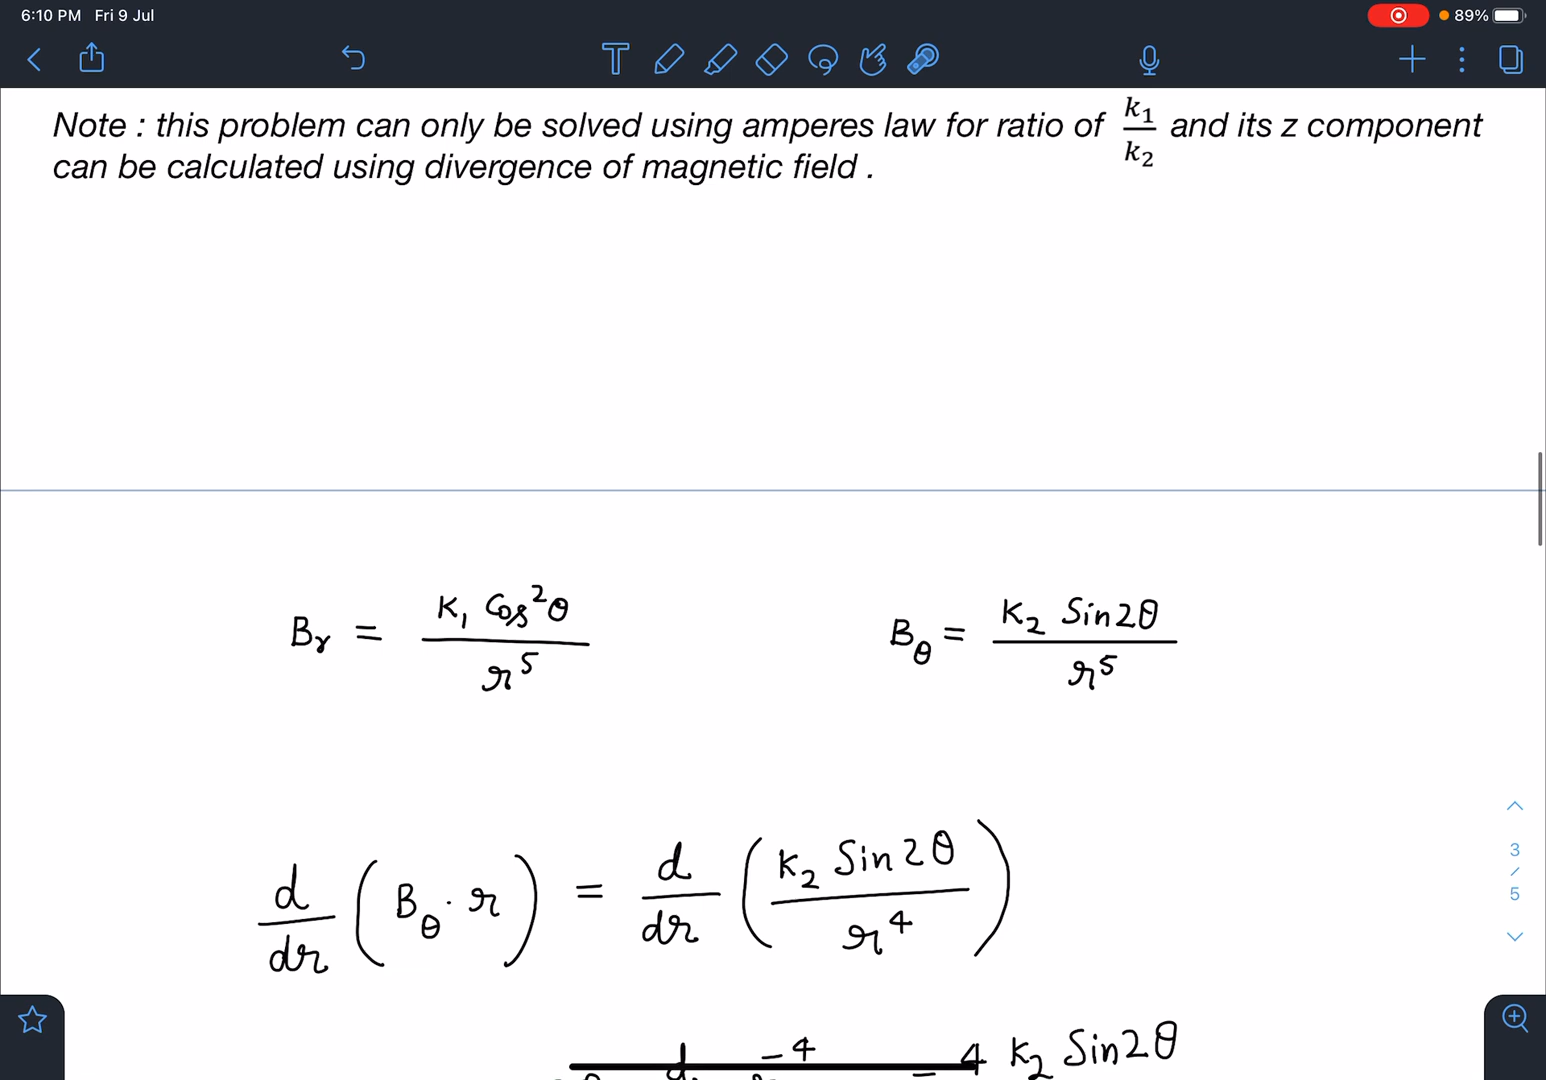 6:10 PM Fri 9 Jul 89%
T
Note : this problem can only be solved using amperes law for ratio of k₁/k₂ and its z component
can be calculated using divergence of magnetic field .
Bᵣ = K₁ Cos²θ / r⁵ B_θ = K₂ Sin2θ / r⁵
d/dr (B_θ · r) = d/dr (K₂ Sin2θ / r⁴)
3
/
5
4 K₂ Sin2θ